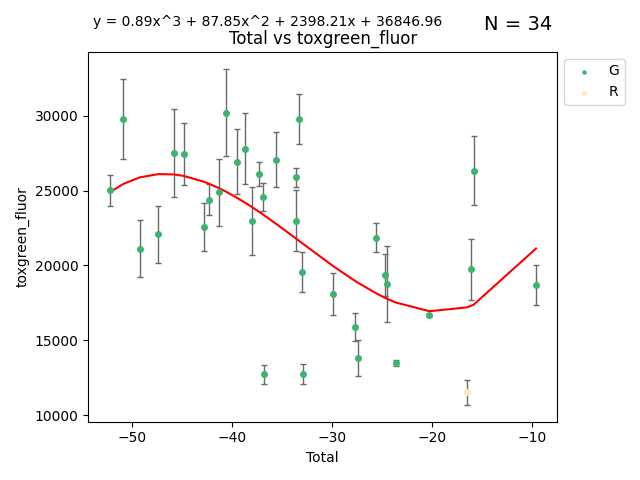 y = 0.89x^3 + 87.85x^2 + 2398.21x + 36846.96
N = 34
Total vs toxgreen_fluor
G
R
30000
25000
20000
15000
10000
toxgreen_fluor
−50
−40
−30
−20
−10
Total